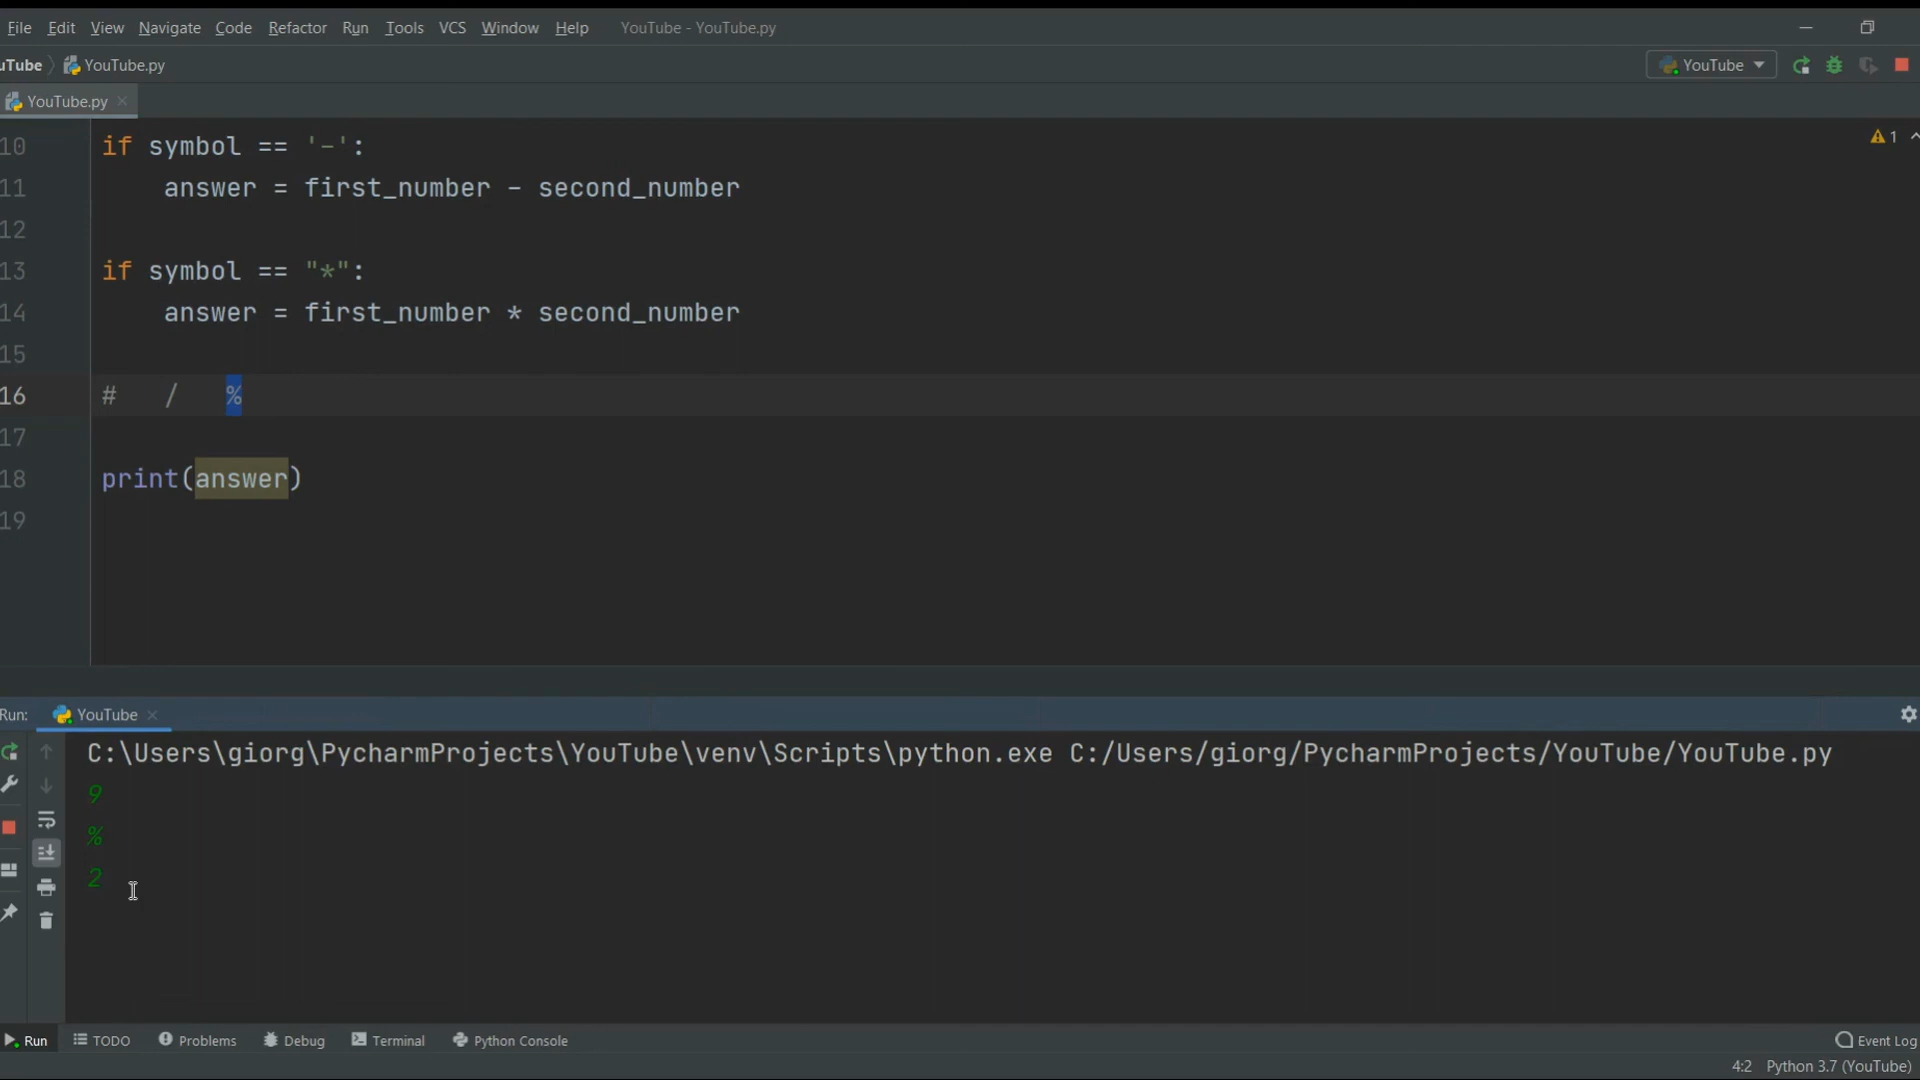 File Edit View Navigate Code Refactor Run Tools VCS Window Help YouTube - YouTube.py
uTube YouTube.py YouTube
YouTube.py
10 if symbol == '-':
1
11 answer = first_number - second_number
12
13 if symbol == "*":
14 answer = first_number * second_number
15
16 # / %
17
18 print(answer)
19
Run: YouTube
C:\Users\giorg\PycharmProjects\YouTube\venv\Scripts\python.exe C:/Users/giorg/PycharmProjects/YouTube/YouTube.py
9
%
2
Run TODO Problems Debug Terminal Python Console Event Log
4:2 Python 3.7 (YouTube)